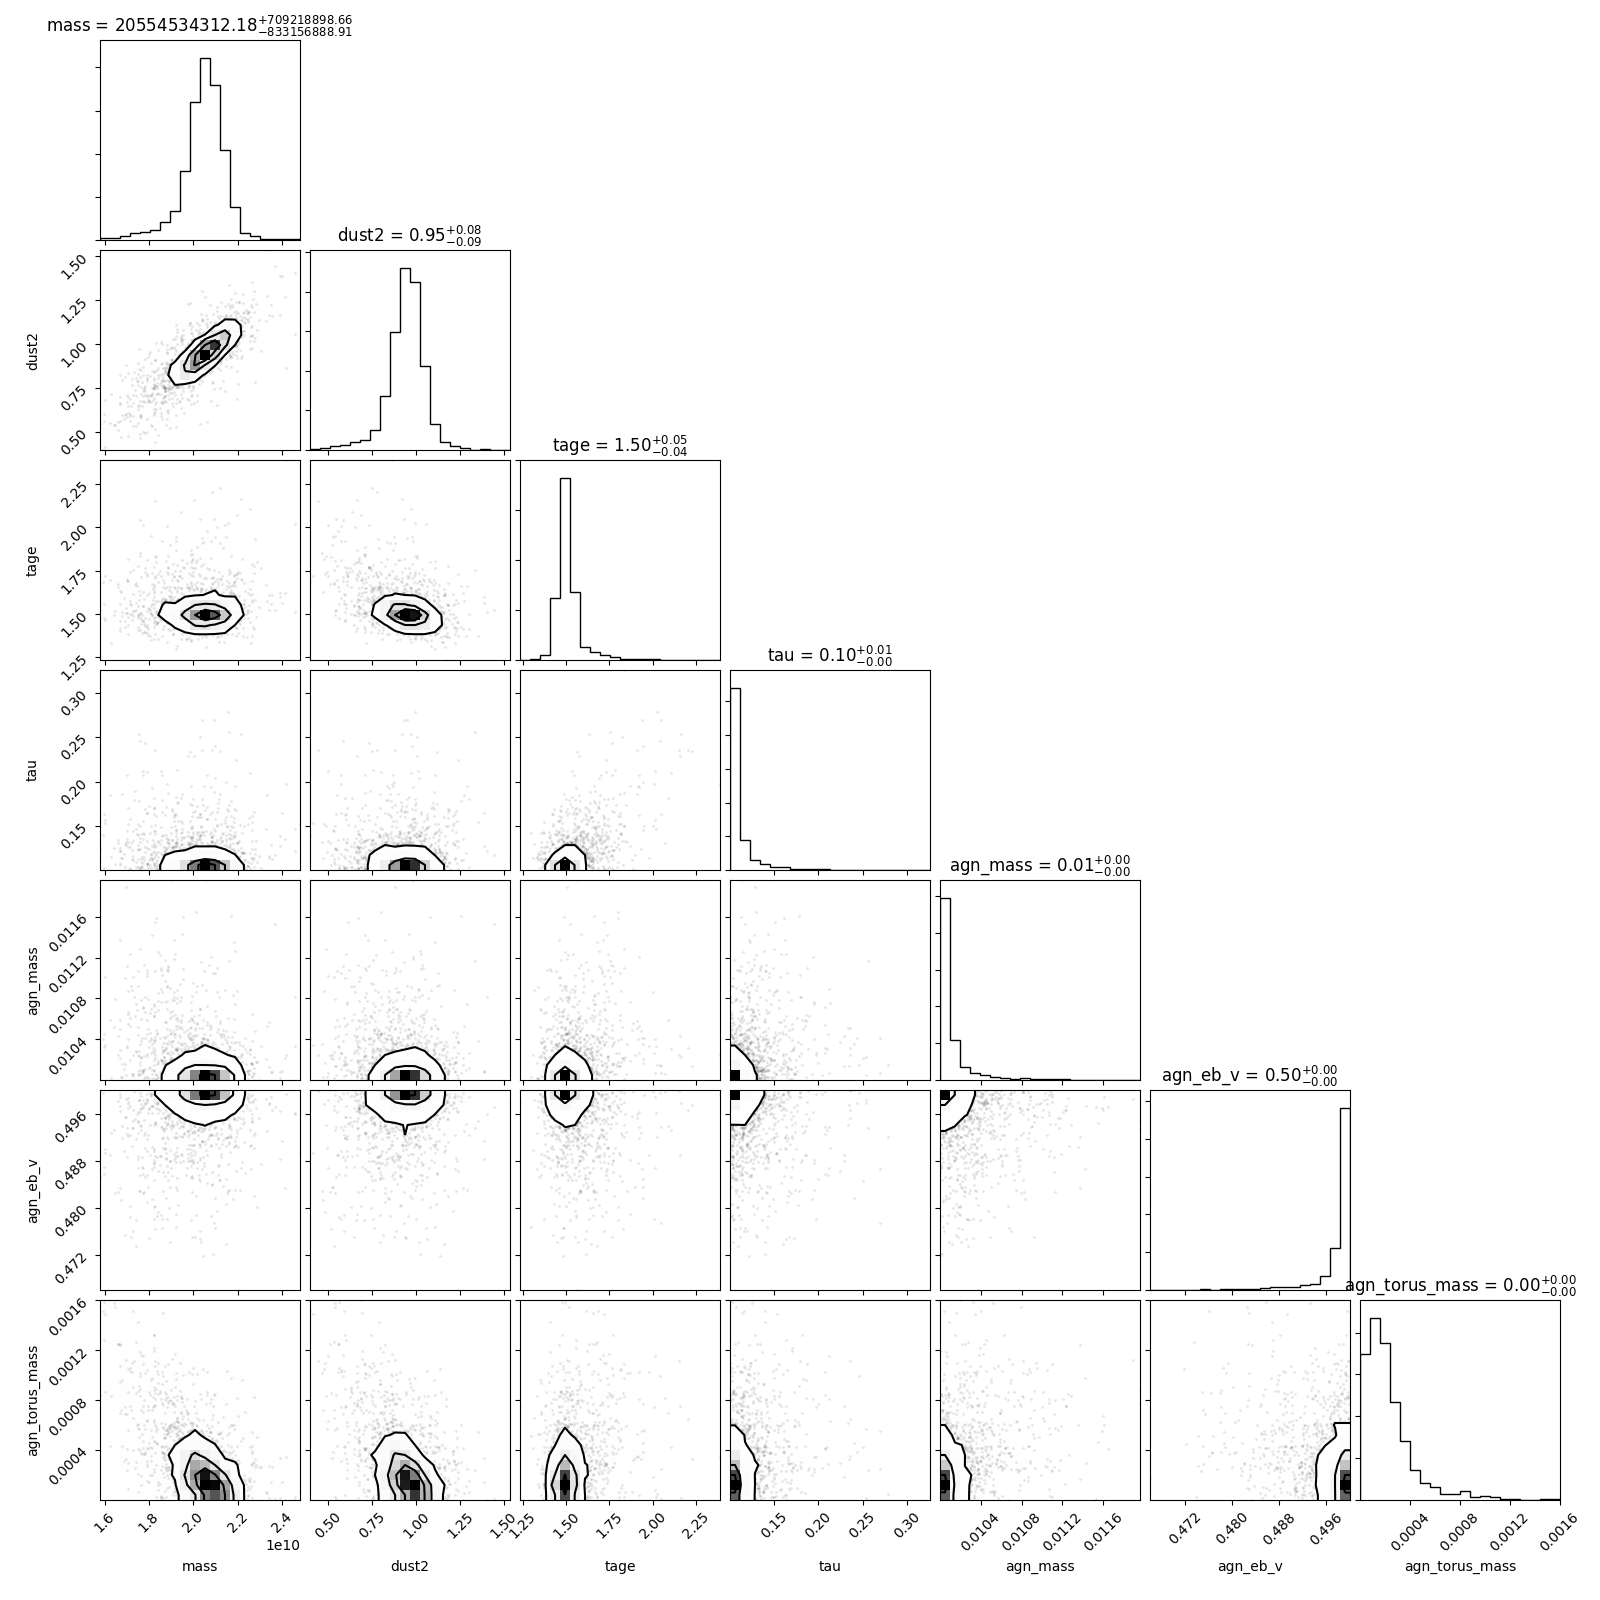 mass = 20554534312.18+709218898.66−833156888.91
dust2 = 0.95+0.08−0.09
1.50
1.25
1.00
0.75
0.50
dust2
tage = 1.50+0.05−0.04
2.25
2.00
1.75
1.50
1.25
tage
tau = 0.10+0.01−0.00
0.30
0.25
0.20
0.15
tau
agn_mass = 0.01+0.00−0.00
0.0116
0.0112
0.0108
0.0104
agn_mass
agn_eb_v = 0.50+0.00−0.00
0.496
0.488
0.480
0.472
agn_eb_v
agn_torus_mass = 0.00+0.00−0.00
0.0016
0.0012
0.0008
0.0004
agn_torus_mass
1.6 1.8 2.0 2.2 2.4 0.50 0.75 1.00 1.25 1.50 1.25 1.50 1.75 2.00 2.25 0.15 0.20 0.25 0.30 0.0104 0.0108 0.0112 0.0116 0.472 0.480 0.488 0.496 0.0004 0.0008 0.0012 0.0016
1e10
mass dust2 tage tau agn_mass agn_eb_v agn_torus_mass